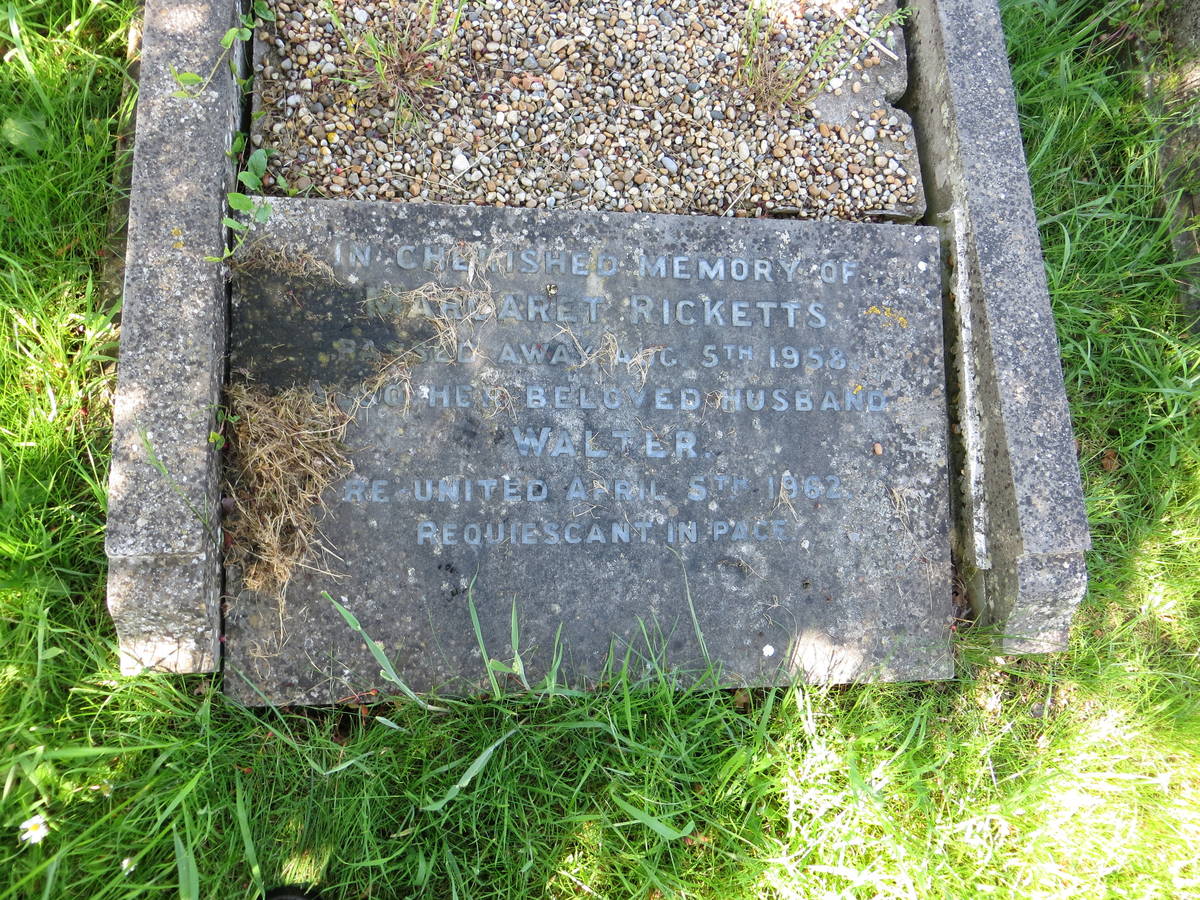 IN CHERISHED MEMORY OF
MARGARET RICKETTS
PASSED AWAY AUG. 5TH 1958.
ALSO HER BELOVED HUSBAND
WALTER.
RE UNITED APRIL 5TH 1962.
REQUIESCANT IN PACE